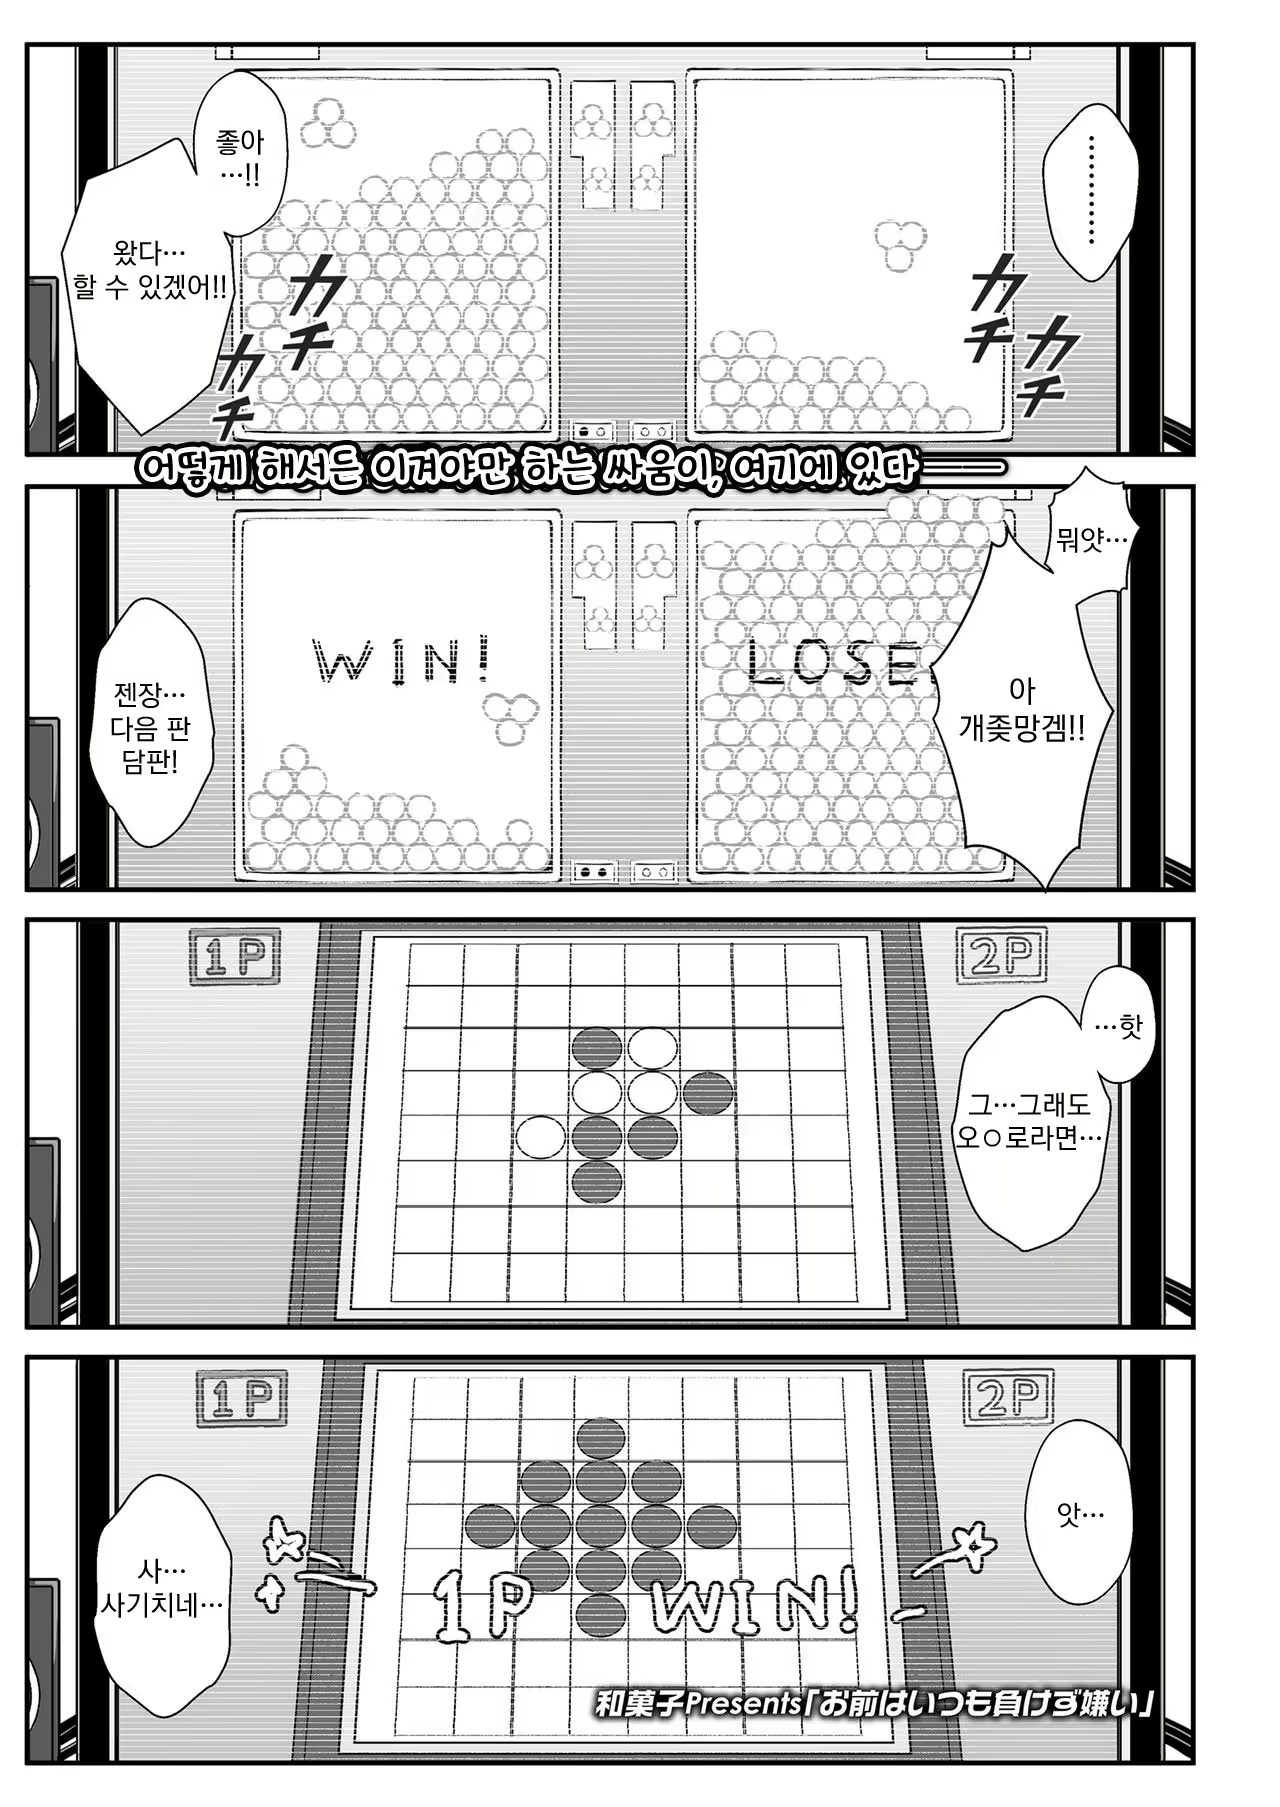 ………
좋아
…!!
왔다…
할 수 있겠어!!
カチ
カチ
カチ
カチ
어떻게 해서든 이겨야만 하는 싸움이, 여기에 있다——
뭐얏…
아
개좆망겜!!
WIN!
LOSE
젠장…
다음 판
담판!
1P
2P
…핫
그…그래도
오○로라면…
1P
2P
앗…
사…
사기치네…
1P WIN!
和菓子Presents「お前はいつも負けず嫌い」